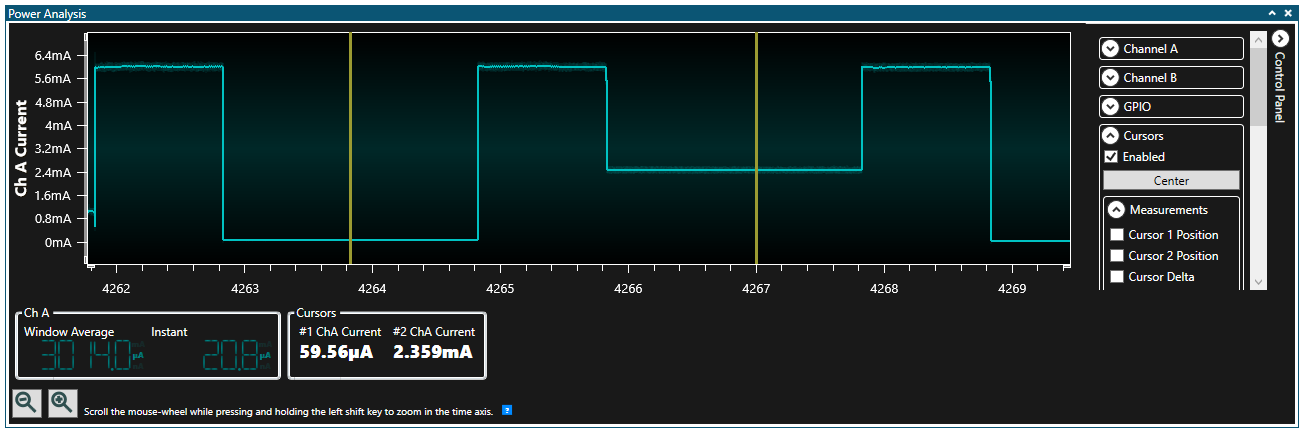 Power Analysis
Ch A Current
6.4mA
5.6mA
4.8mA
4mA
3.2mA
2.4mA
1.6mA
0.8mA
0mA
4262 4263 4264 4265 4266 4267 4268 4269
Channel A
Channel B
GPIO
Cursors
Enabled
Center
Measurements
Cursor 1 Position
Cursor 2 Position
Cursor Delta
Control Panel
Ch A
Window Average Instant
3014.0 µA 20.8 µA
Cursors
#1 ChA Current #2 ChA Current
59.56µA 2.359mA
Scroll the mouse-wheel while pressing and holding the left shift key to zoom in the time axis. ?